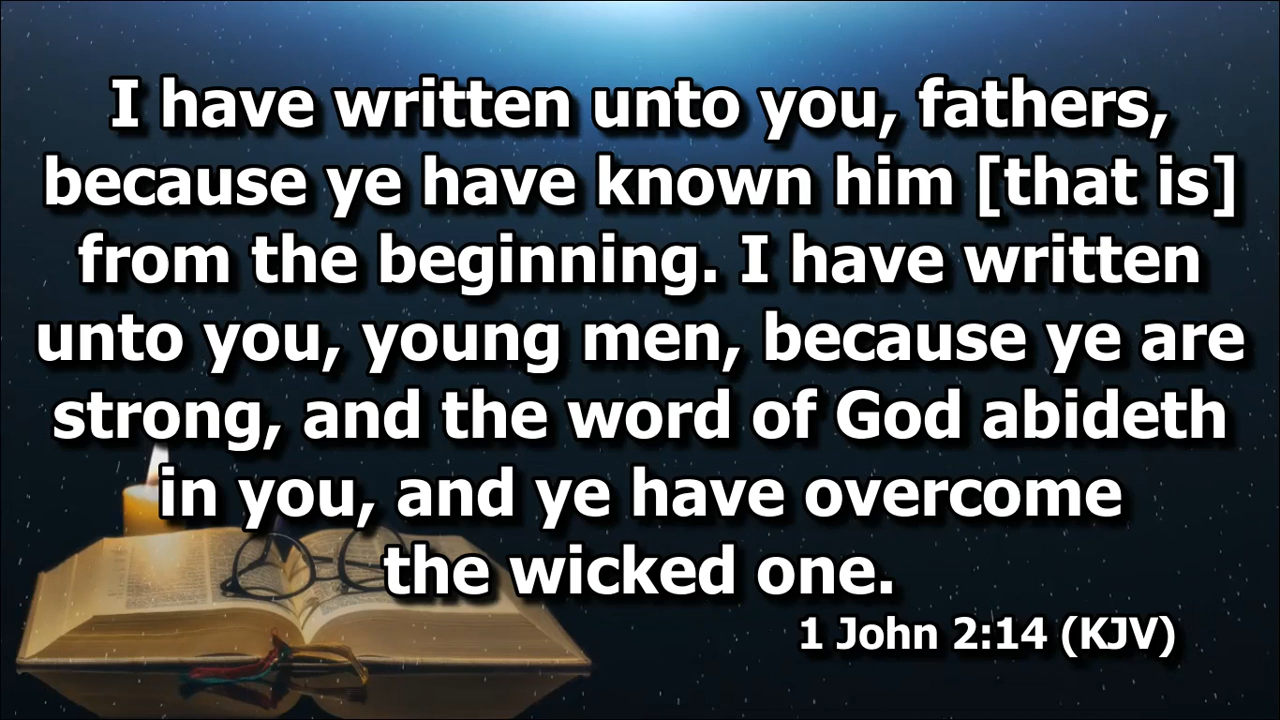 I have written unto you, fathers,
because ye have known him [that is]
from the beginning. I have written
unto you, young men, because ye are
strong, and the word of God abideth
in you, and ye have overcome
the wicked one.
1 John 2:14 (KJV)